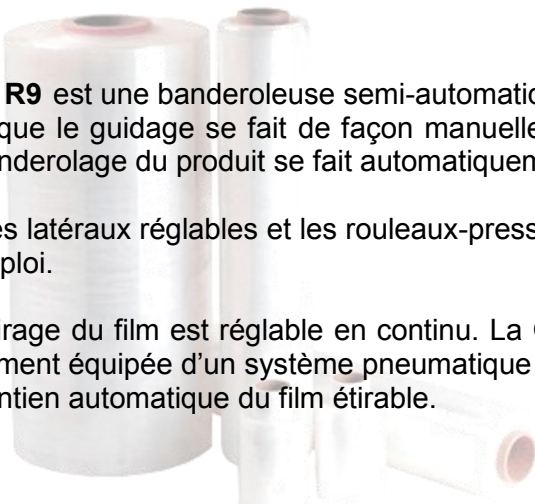 R9 est une banderoleuse semi-automatic
que le guidage se fait de façon manuelle
nderolage du produit se fait automatiquem
es latéraux réglables et les rouleaux-press
ploi.
irage du film est réglable en continu. La
ment équipée d'un système pneumatique
ntien automatique du film étirable.